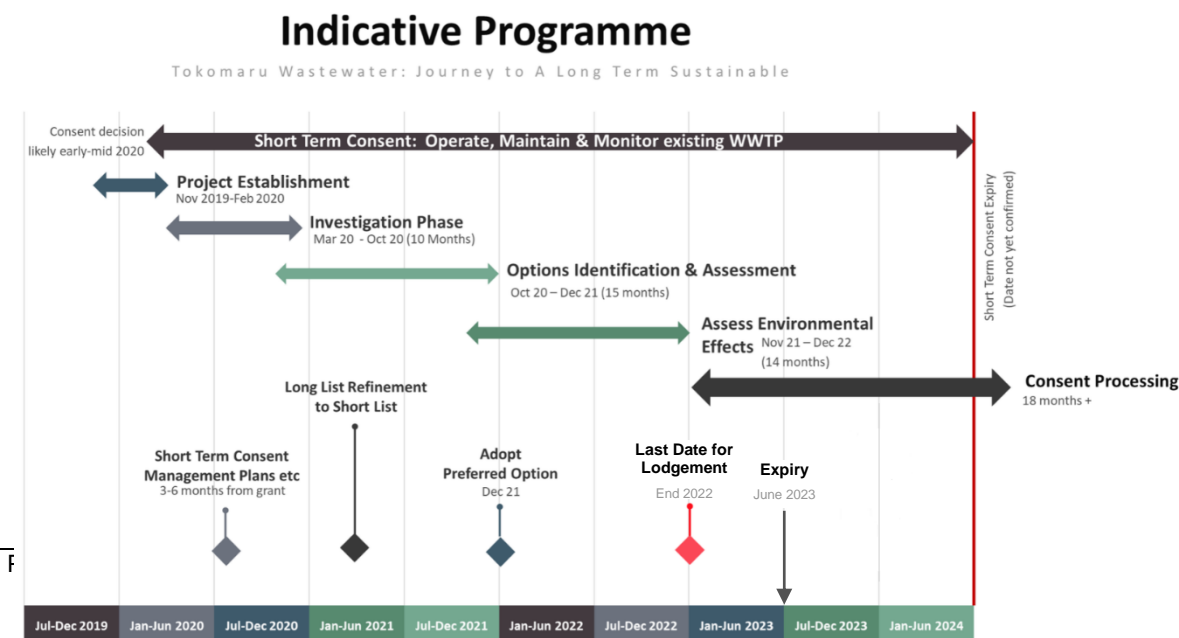 Indicative Programme
Tokomaru Wastewater: Journey to A Long Term Sustainable
Consent decision
likely early-mid 2020
Short Term Consent: Operate, Maintain & Monitor existing WWTP
Project Establishment
Nov 2019-Feb 2020
Investigation Phase
Mar 20 - Oct 20 (10 Months)
Options Identification & Assessment
Oct 20 – Dec 21 (15 months)
Short Term Consent Expiry
(Date not yet confirmed)
Assess Environmental
Effects Nov 21 – Dec 22
(14 months)
Consent Processing
18 months +
Long List Refinement
to Short List
Short Term Consent
Management Plans etc
3-6 months from grant
Adopt
Preferred Option
Dec 21
Last Date for
Lodgement
End 2022
Expiry
June 2023
Jul-Dec 2019 Jan-Jun 2020 Jul-Dec 2020 Jan-Jun 2021 Jul-Dec 2021 Jan-Jun 2022 Jul-Dec 2022 Jan-Jun 2023 Jul-Dec 2023 Jan-Jun 2024